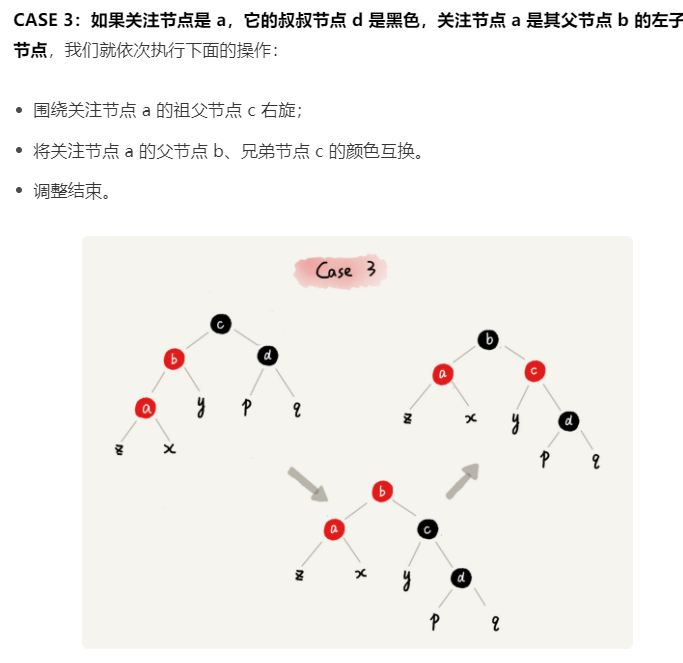 CASE 3：如果关注节点是 a，它的叔叔节点 d 是黑色，关注节点 a 是其父节点 b 的左子
节点，我们就依次执行下面的操作：
围绕关注节点 a 的祖父节点 c 右旋；
将关注节点 a 的父节点 b、兄弟节点 c 的颜色互换。
调整结束。
Case 3
c
b d
a y p q
z x
b
a c
z x y d
p q
b
a c
z x y d
p q